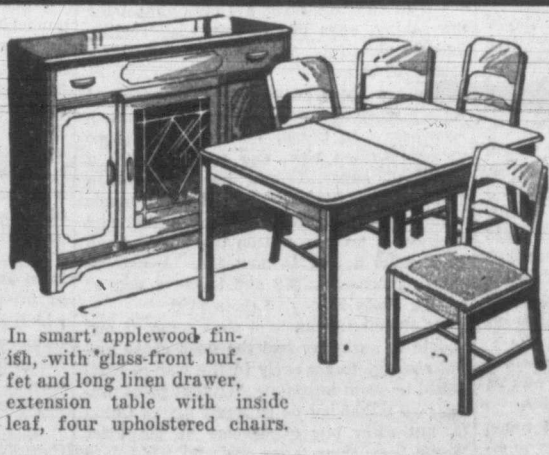 In smart applewood fin-
ish, with glass-front buf-
fet and long linen drawer,
extension table with inside
leaf, four upholstered chairs.